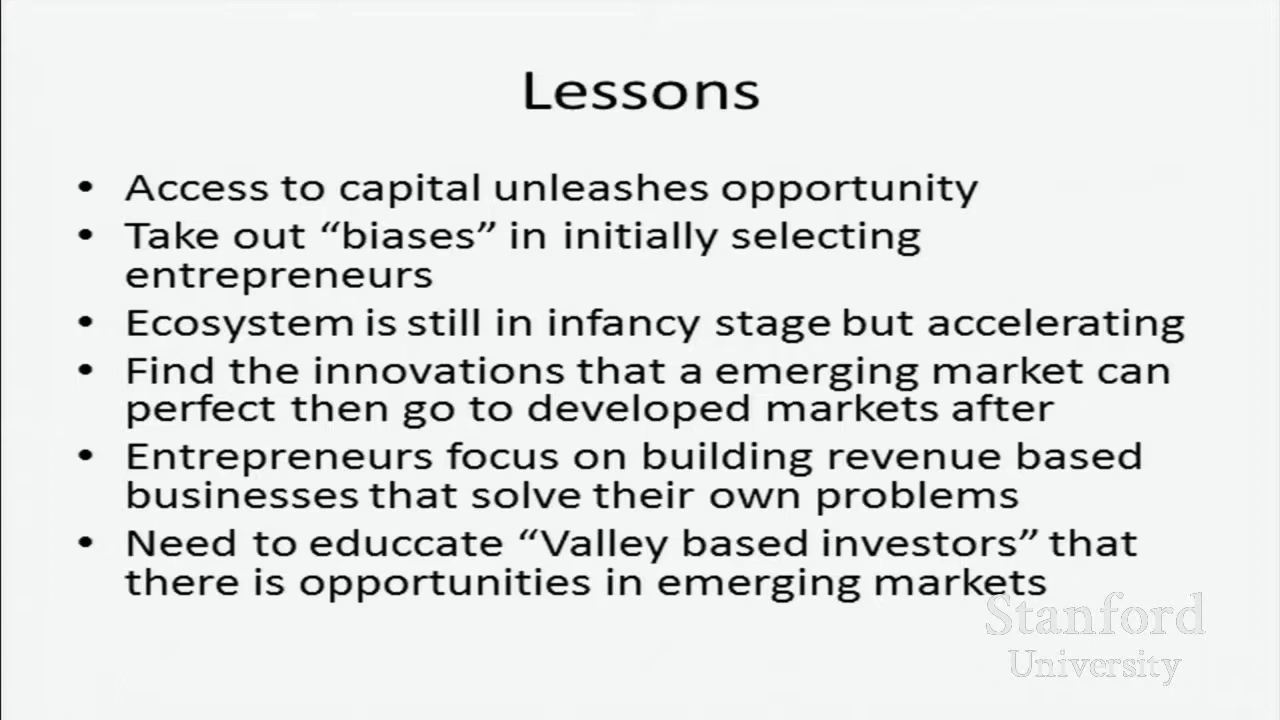 Lessons
• Access to capital unleashes opportunity
• Take out “biases” in initially selecting
entrepreneurs
• Ecosystem is still in infancy stage but accelerating
• Find the innovations that a emerging market can
perfect then go to developed markets after
• Entrepreneurs focus on building revenue based
businesses that solve their own problems
• Need to educcate “Valley based investors” that
there is opportunities in emerging markets
Stanford
University